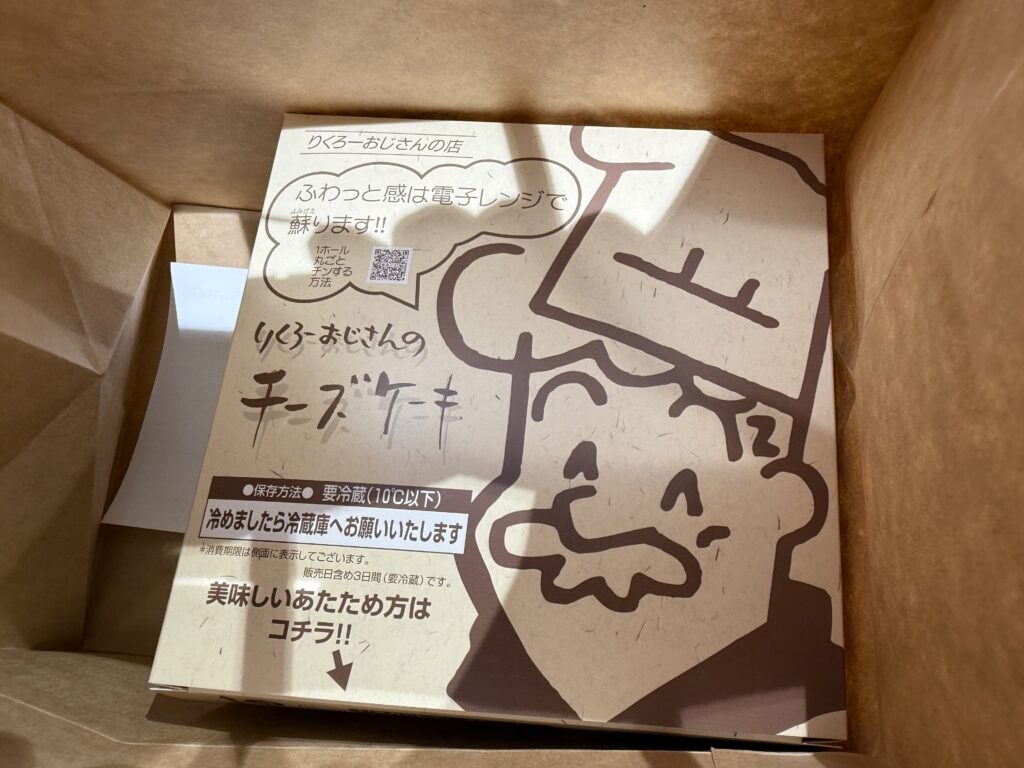 りくろーおじさんの店
ふわっと感は電子レンジで
よみがえ
蘇ります!!
1ホール
丸ごと
チンする
方法
りくろーおじさんの
チーズケーキ
●保存方法● 要冷蔵(10℃以下)
冷めましたら冷蔵庫へお願いいたします
*消費期限は側面に表示してございます。
販売日含め3日間(要冷蔵)です。
美味しいあたため方は
コチラ!!